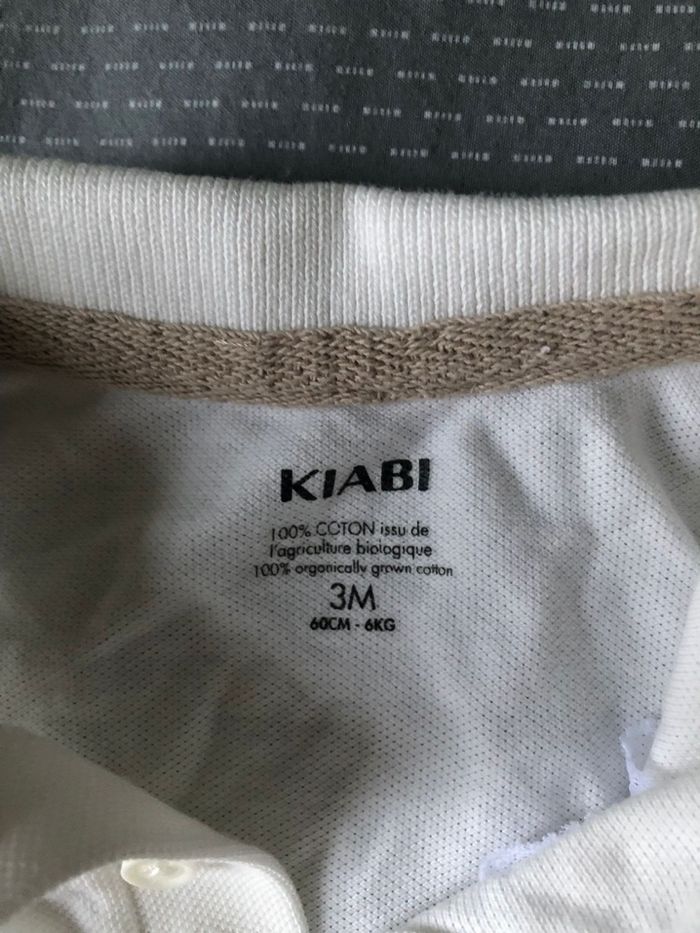 KIABI
100% COTON issu de
l'agriculture biologique
100% organically grown cotton
3M
60CM - 6KG